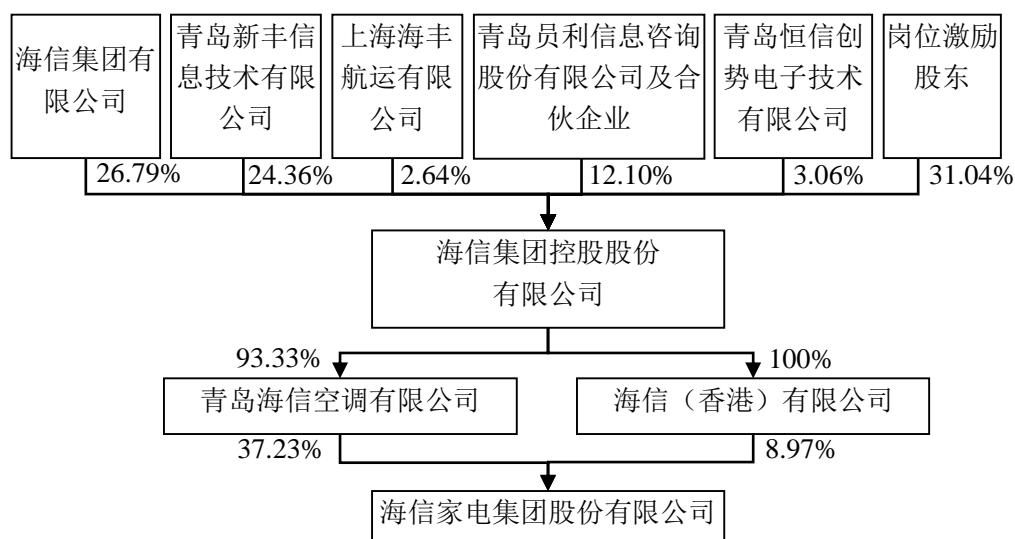 海信集团有
限公司
青岛新丰信
息技术有限
公司
上海海丰
航运有限
公司
青岛员利信息咨询
股份有限公司及合
伙企业
青岛恒信创
势电子技术
有限公司
岗位激励
股东
26.79%
24.36%
2.64%
12.10%
3.06%
31.04%
海信集团控股股份
有限公司
93.33%
100%
青岛海信空调有限公司
海信（香港）有限公司
37.23%
8.97%
海信家电集团股份有限公司